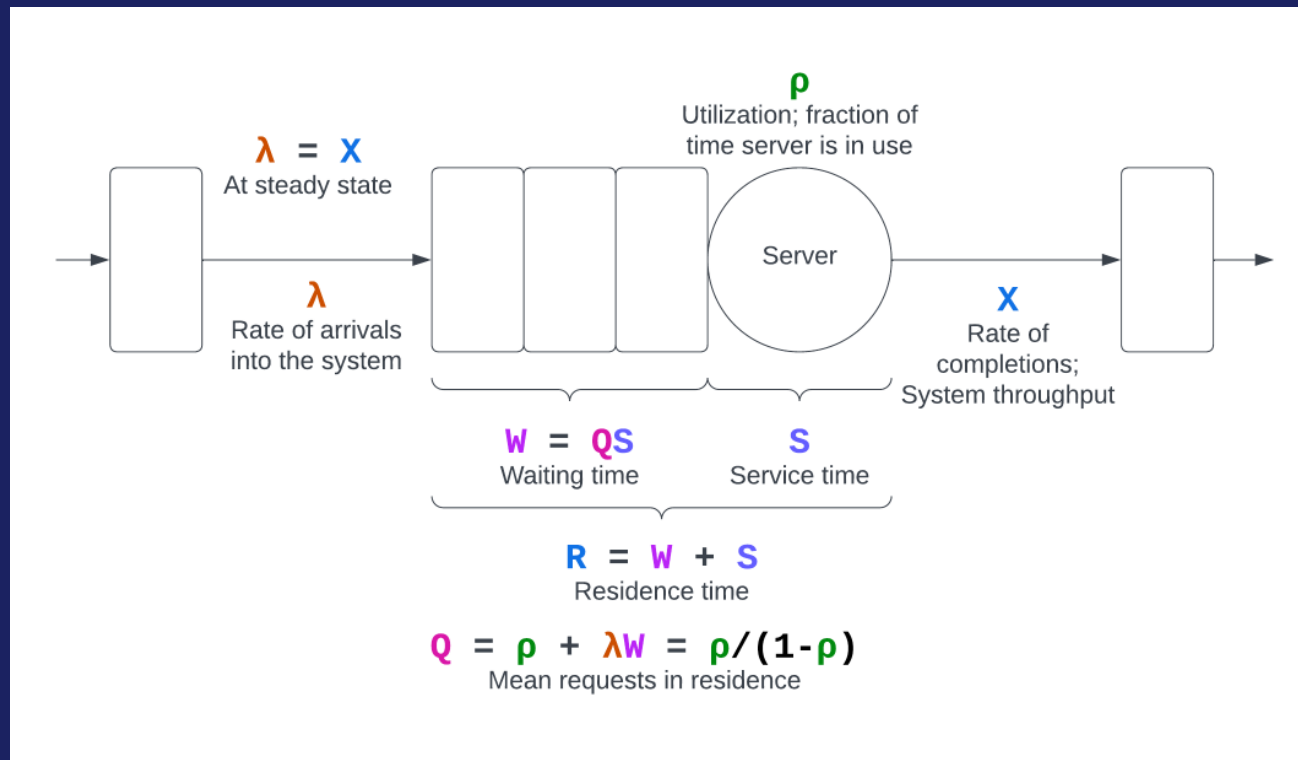 ρ
Utilization; fraction of
time server is in use
λ = X
At steady state
Server
λ
Rate of arrivals
into the system
X
Rate of
completions;
System throughput
W = QS
Waiting time
S
Service time
R = W + S
Residence time
Q = ρ + λW = ρ/(1-ρ)
Mean requests in residence